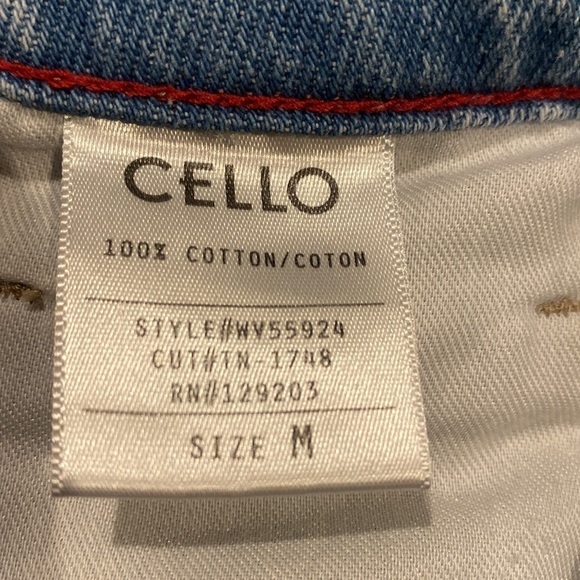 CELLO
100% COTTON/COTON
STYLE#WV55924
CUT#TN-1748
RN#129203
SIZE M